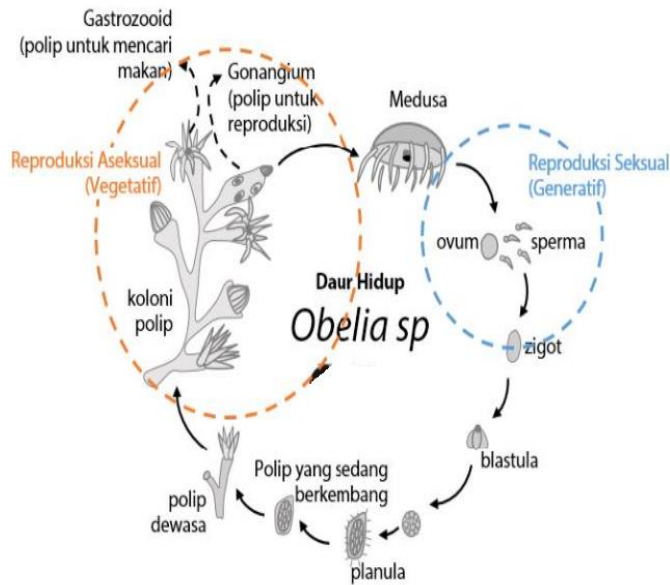 Gastrozooid
(polip untuk mencari
makan)
Gonangium
(polip untuk
reproduksi)
Medusa
Reproduksi Aseksual
(Vegetatif)
Reproduksi Seksual
(Generatif)
ovum
sperma
koloni
polip
Daur Hidup
Obelia sp
zigot
blastula
Polip yang sedang
berkembang
polip
dewasa
planula